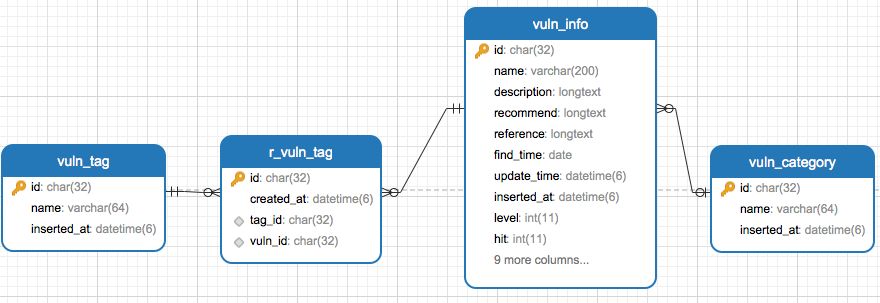 vuln_tag
id: char(32)
name: varchar(64)
inserted_at: datetime(6)
r_vuln_tag
id: char(32)
created_at: datetime(6)
tag_id: char(32)
vuln_id: char(32)
vuln_info
id: char(32)
name: varchar(200)
description: longtext
recommend: longtext
reference: longtext
find_time: date
update_time: datetime(6)
inserted_at: datetime(6)
level: int(11)
hit: int(11)
9 more columns...
vuln_category
id: char(32)
name: varchar(64)
inserted_at: datetime(6)